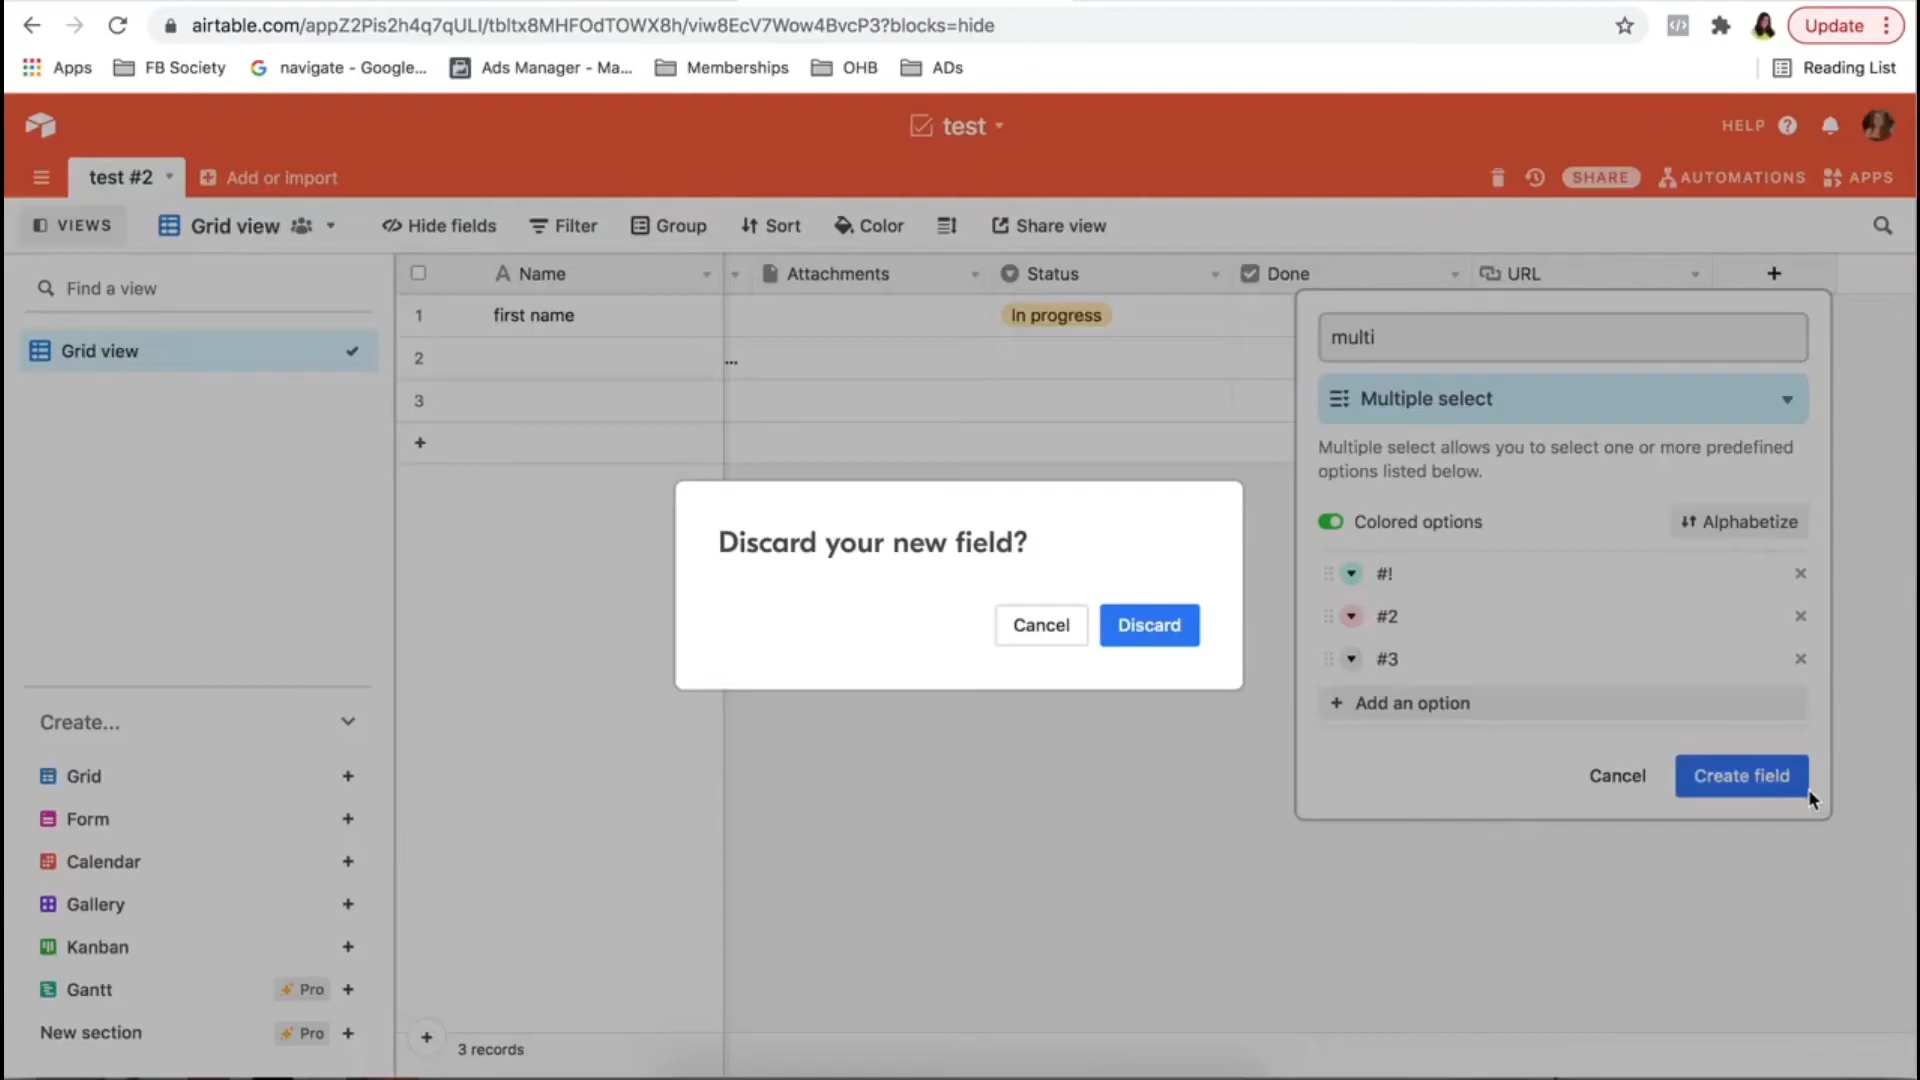 airtable.com/appZ2Pis2h4q7qULI/tbltx8MHFOdTOWX8h/viw8EcV7Wow4BvcP3?blocks=hide
Update
Apps FB Society navigate - Google... Ads Manager - Ma... Memberships OHB ADs Reading List
test
HELP
test #2 Add or import SHARE AUTOMATIONS APPS
VIEWS Grid view Hide fields Filter Group Sort Color Share view
Find a view
Grid view
Name Attachments Status Done URL +
1 first name In progress
2 ...
3
+
multi
Multiple select
Multiple select allows you to select one or more predefined
options listed below.
Colored options Alphabetize
#!
#2
#3
+ Add an option
Cancel Create field
Discard your new field?
Cancel Discard
Create...
Grid +
Form +
Calendar +
Gallery +
Kanban +
Gantt Pro +
New section Pro +
+ 3 records